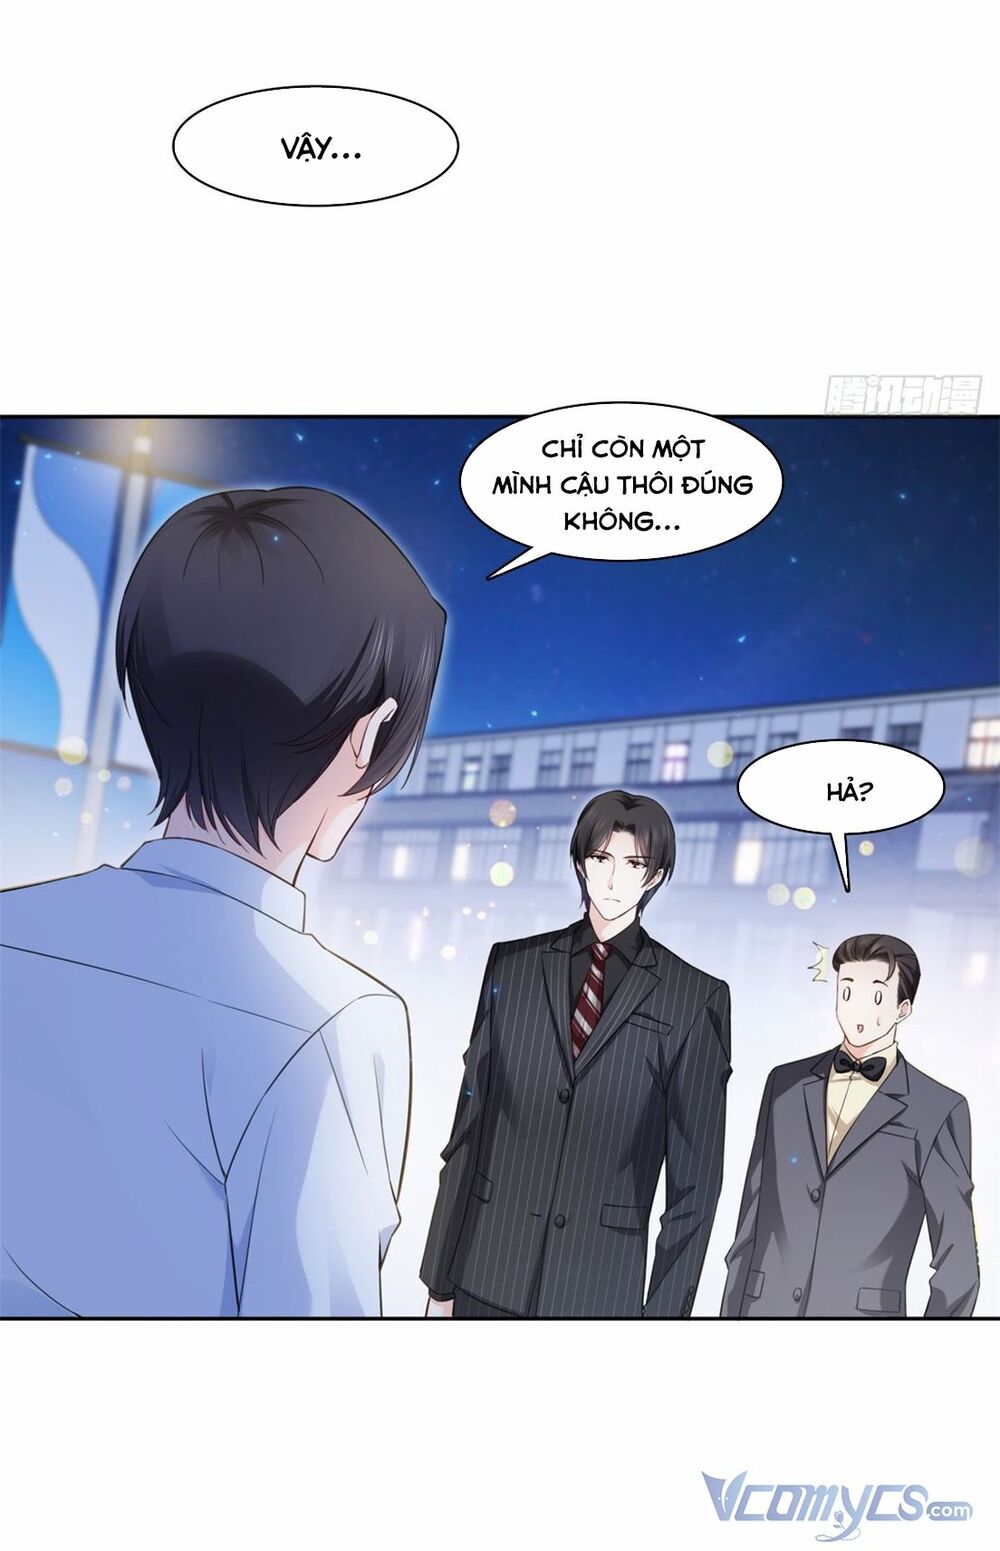 VẬY...
腾讯动漫
CHỈ CÒN MỘT
MÌNH CẬU THÔI ĐÚNG
KHÔNG...
HẢ?
VCOMYCS.com